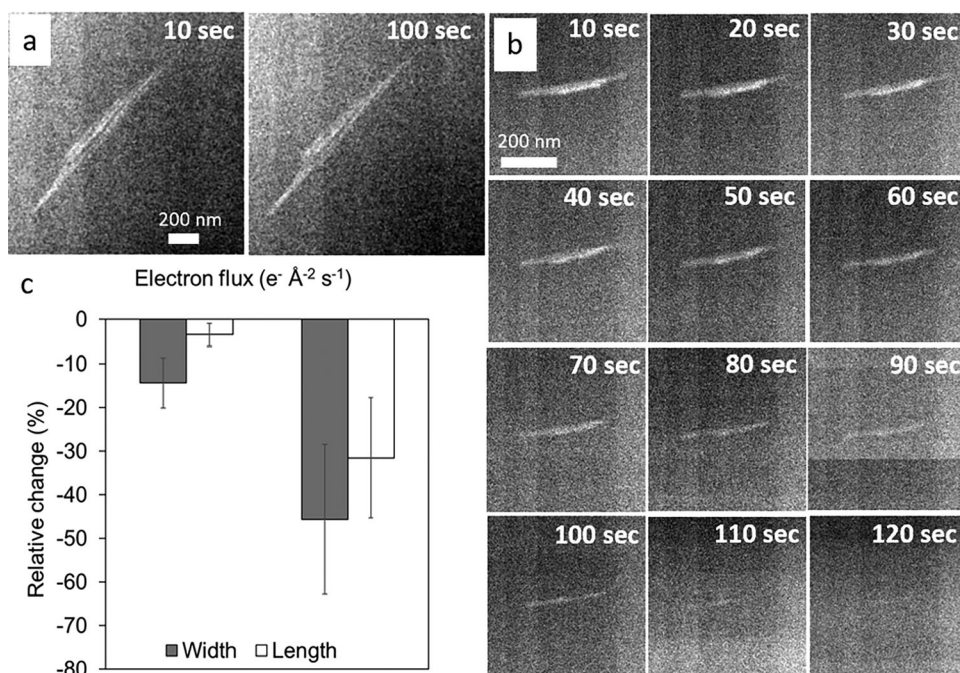 a
10 sec
100 sec
200 nm
b
10 sec
20 sec
30 sec
200 nm
40 sec
50 sec
60 sec
70 sec
80 sec
90 sec
100 sec
110 sec
120 sec
c
Electron flux (e- Å-2 s-1)
Relative change (%)
0
-10
-20
-30
-40
-50
-60
-70
-80
Width
Length